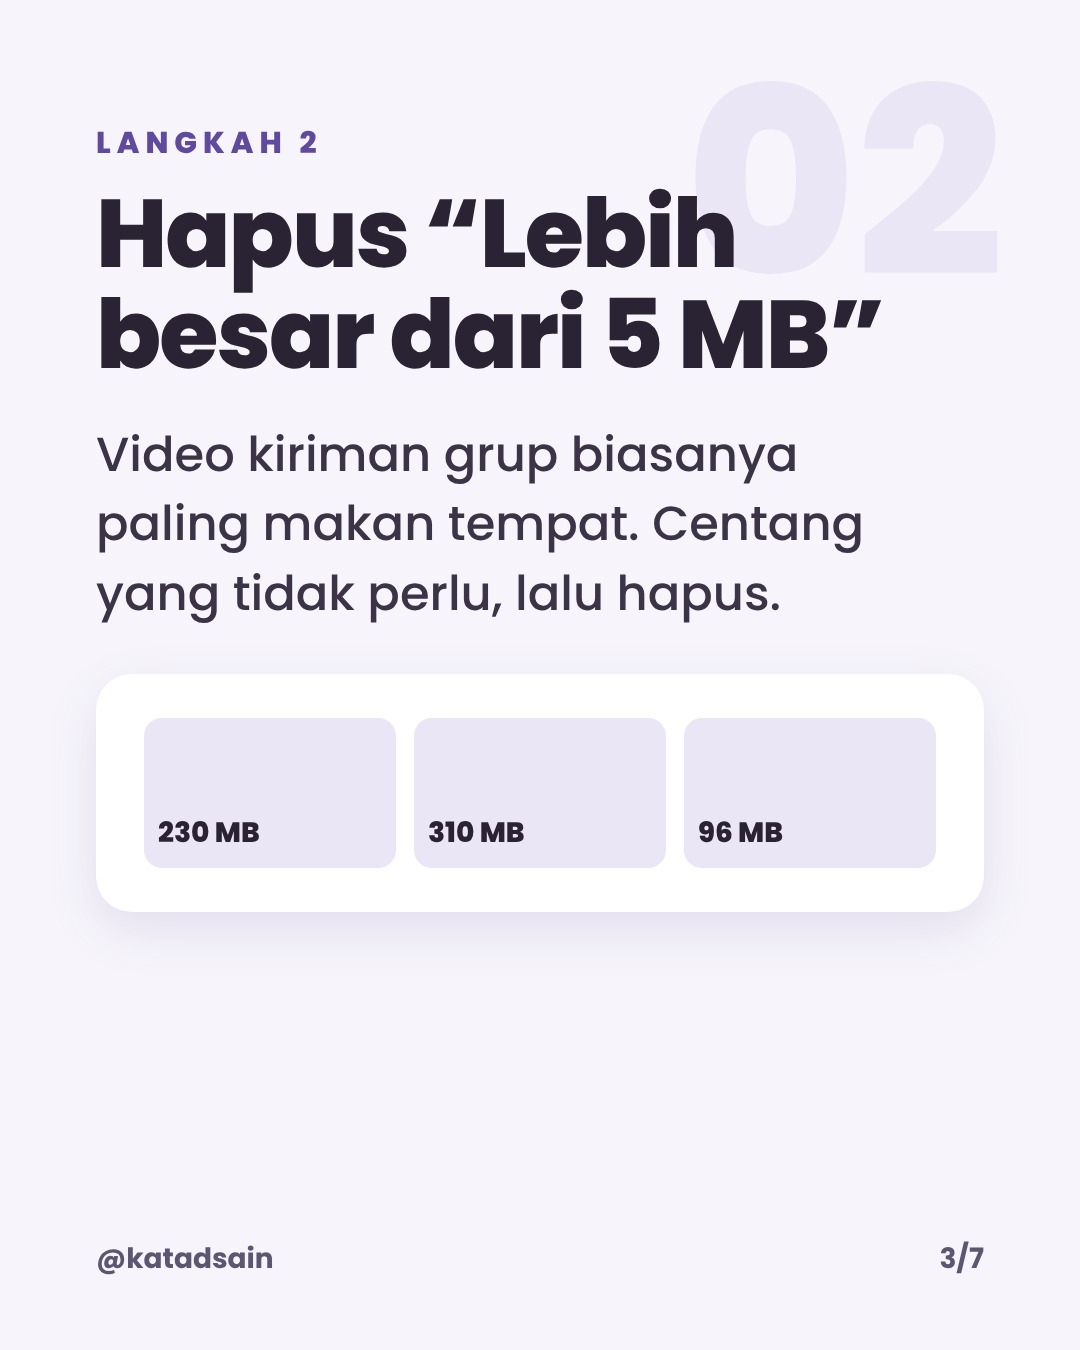 02
LANGKAH 2
Hapus “Lebih
besar dari 5 MB”
Video kiriman grup biasanya
paling makan tempat. Centang
yang tidak perlu, lalu hapus.
230 MB
310 MB
96 MB
@katadsain
3/7